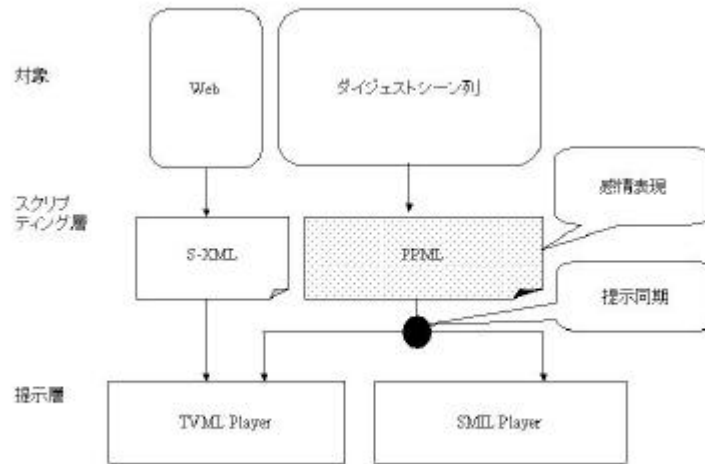 対象
Web
ダイジェストシーン列
感情表現
スクリプ
ティング層
S-XML
PPML
提示同期
提示層
TVML Player
SMIL Player